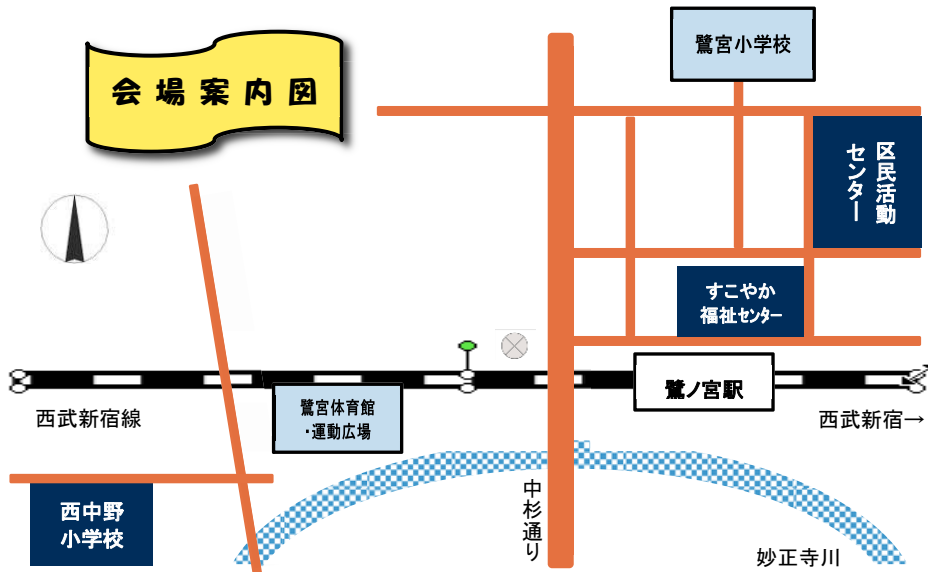 会場案内図
鷺宮小学校
区民活動
センター
すこやか
福祉センター
鷺ノ宮駅
西武新宿線
鷺宮体育館
・運動広場
西武新宿→
西中野
小学校
中杉通り
妙正寺川